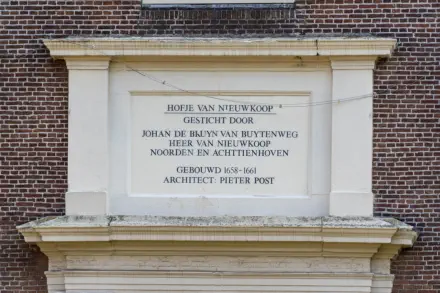 HOFJE VAN NIEUWKOOP
GESTICHT DOOR
JOHAN DE BRUYN VAN BUYTENWEG
HEER VAN NIEUWKOOP
NOORDEN EN ACHTTIENHOVEN
GEBOUWD 1658-1661
ARCHITECT: PIETER POST